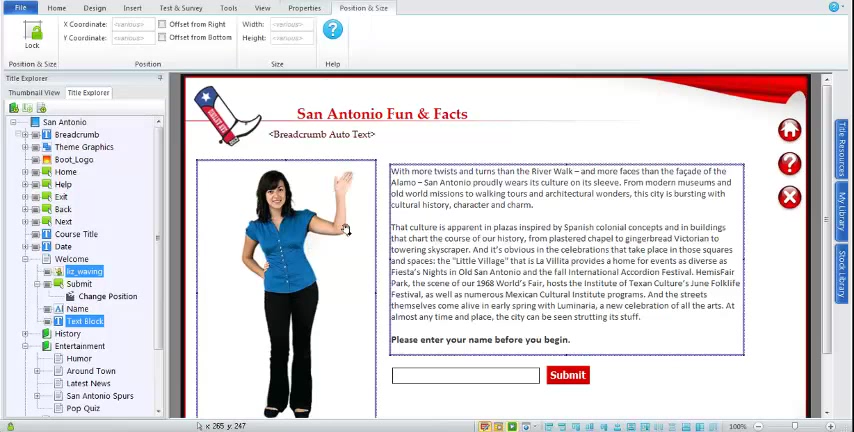 File Home Design Insert Test & Survey Tools View Properties Position & Size
X Coordinate: <various> Offset from Right Width: <various>
Y Coordinate: <various> Offset from Bottom Height: <various>
Lock
Position & Size Position Size Help
Title Explorer
Thumbnail View Title Explorer
San Antonio
Breadcrumb
Theme Graphics
Boot_Logo
Home
Help
Exit
Back
Next
Course Title
Date
Welcome
liz_waving
Submit
Change Position
Name
Text Block
History
Entertainment
Humor
Around Town
Latest News
San Antonio Spurs
Pop Quiz
San Antonio Fun & Facts
<Breadcrumb Auto Text>
With more twists and turns than the River Walk – and more faces than the façade of the
Alamo – San Antonio proudly wears its culture on its sleeve. From modern museums and
old world missions to walking tours and architectural wonders, this city is bursting with
cultural history, character and charm.
That culture is apparent in plazas inspired by Spanish colonial concepts and in buildings
that chart the course of our history, from plastered chapel to gingerbread Victorian to
towering skyscraper. And it's obvious in the celebrations that take place in those squares
and spaces: the "Little Village" that is La Villita provides a home for events as diverse as
Fiesta's Nights in Old San Antonio and the fall International Accordion Festival. HemisFair
Park, the scene of our 1968 World's Fair, hosts the Institute of Texan Culture's June Folklife
Festival, as well as numerous Mexican Cultural Institute programs. And the streets
themselves come alive in early spring with Luminaria, a new celebration of all the arts. At
almost any time and place, the city can be seen strutting its stuff.
Please enter your name before you begin.
Submit
Title Resources
My Library
Stock Library
x: 265 y: 247
100%